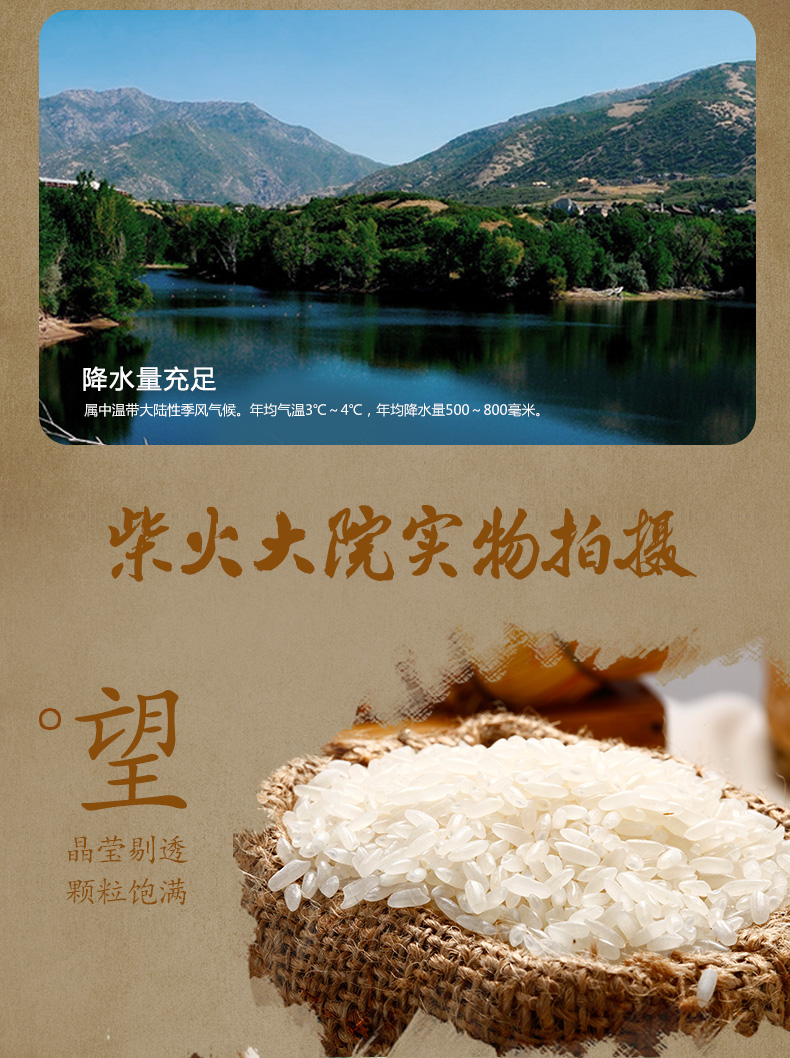 降水量充足
属中温带大陆性季风气候。年均气温3℃～4℃，年均降水量500～800毫米。
柴火大院实物拍摄
望
晶莹剔透
颗粒饱满